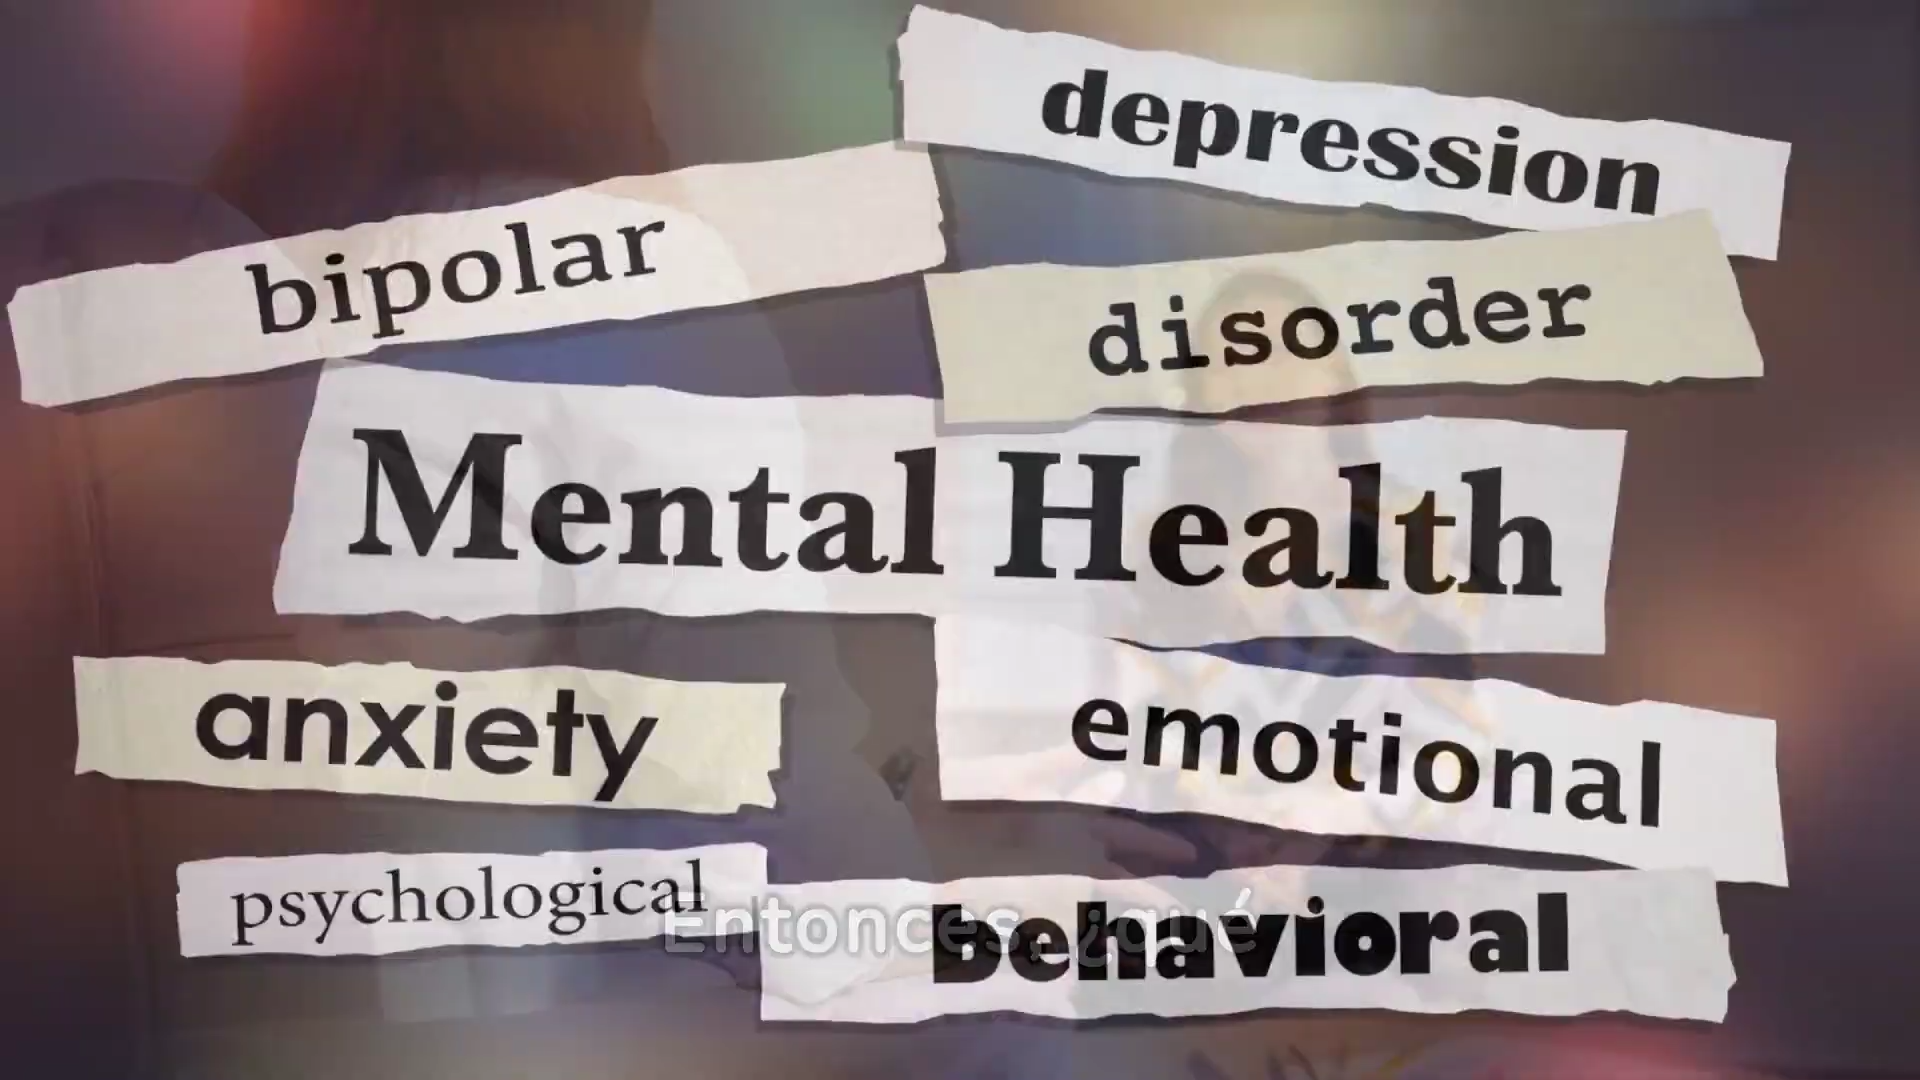 depression
bipolar
disorder
Mental Health
anxiety
emotional
psychological
behavioral
Entonces, ¿qué